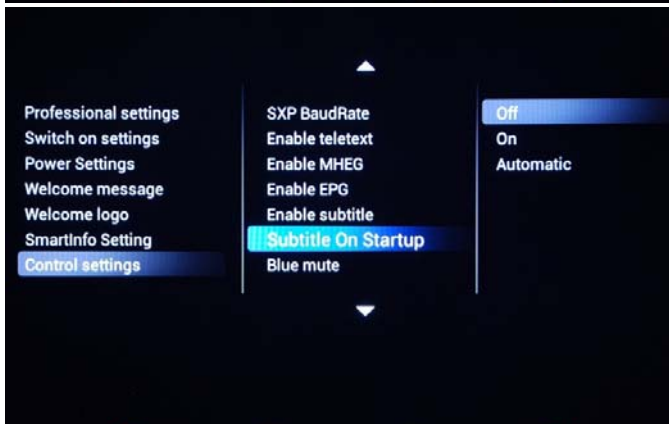 Professional settings
Switch on settings
Power Settings
Welcome message
Welcome logo
SmartInfo Setting
Control settings
SXP BaudRate
Enable teletext
Enable MHEG
Enable EPG
Enable subtitle
Subtitle On Startup
Blue mute
Off
On
Automatic